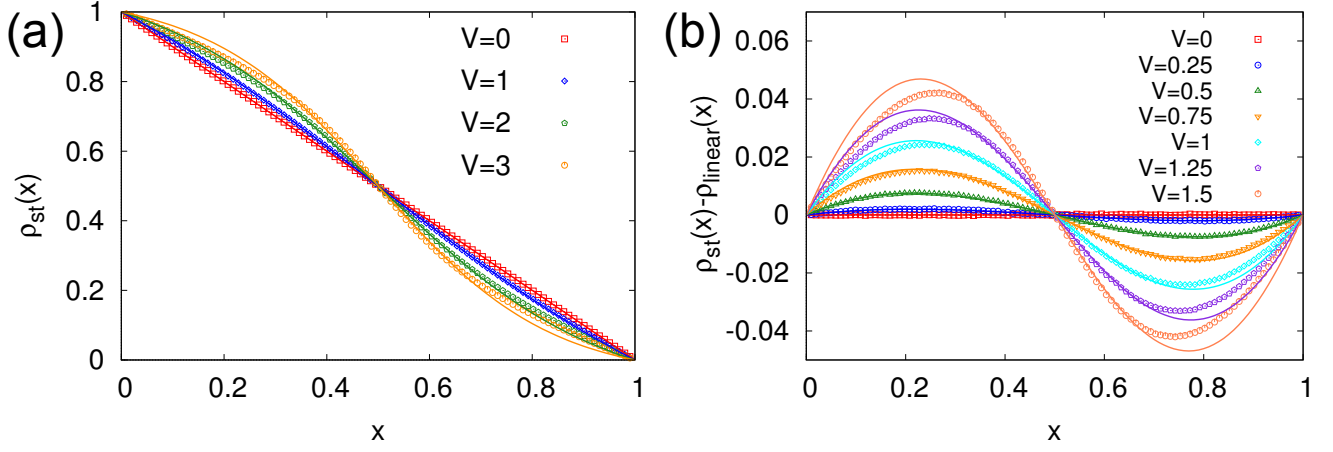 (a)
1
0.8
0.6
0.4
0.2
0
ρst(x)
V=0
V=1
V=2
V=3
0 0.2 0.4 0.6 0.8 1
x
(b)
0.06
0.04
0.02
0
-0.02
-0.04
ρst(x)-ρlinear(x)
V=0
V=0.25
V=0.5
V=0.75
V=1
V=1.25
V=1.5
0 0.2 0.4 0.6 0.8 1
x